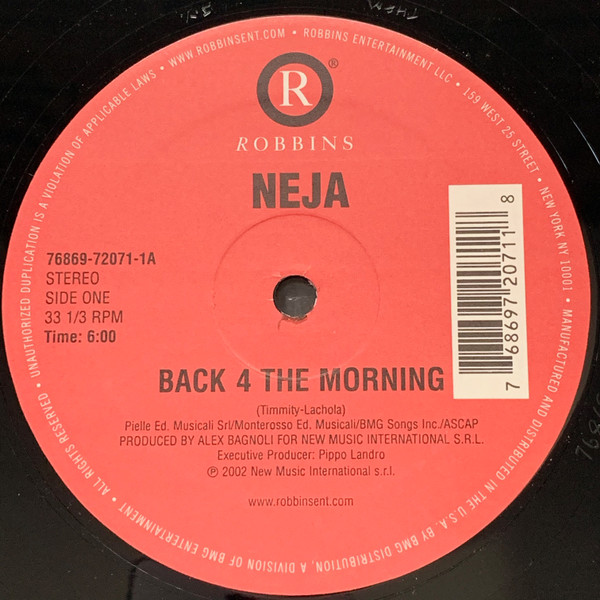 R®
ROBBINS
NEJA
76869-72071-1A
STEREO
SIDE ONE
33 1/3 RPM
Time: 6:00
7 68697 20711 8
BACK 4 THE MORNING
(Timmity-Lachola)
Pielle Ed. Musicali Srl/Monterosso Ed. Musicali/BMG Songs Inc./ASCAP
PRODUCED BY ALEX BAGNOLI FOR NEW MUSIC INTERNATIONAL S.R.L.
Executive Producer: Pippo Landro
℗ 2002 New Music International s.r.l.
www.robbinsent.com
• WWW.ROBBINSENT.COM • ROBBINS ENTERTAINMENT LLC • 159 WEST 25 STREET • NEW YORK NY 10001 • MANUFACTURED AND DISTRIBUTED IN THE U.S.A. BY BMG DISTRIBUTION, A DIVISION OF BMG ENTERTAINMENT • ALL RIGHTS RESERVED • UNAUTHORIZED DUPLICATION IS A VIOLATION OF APPLICABLE LAWS